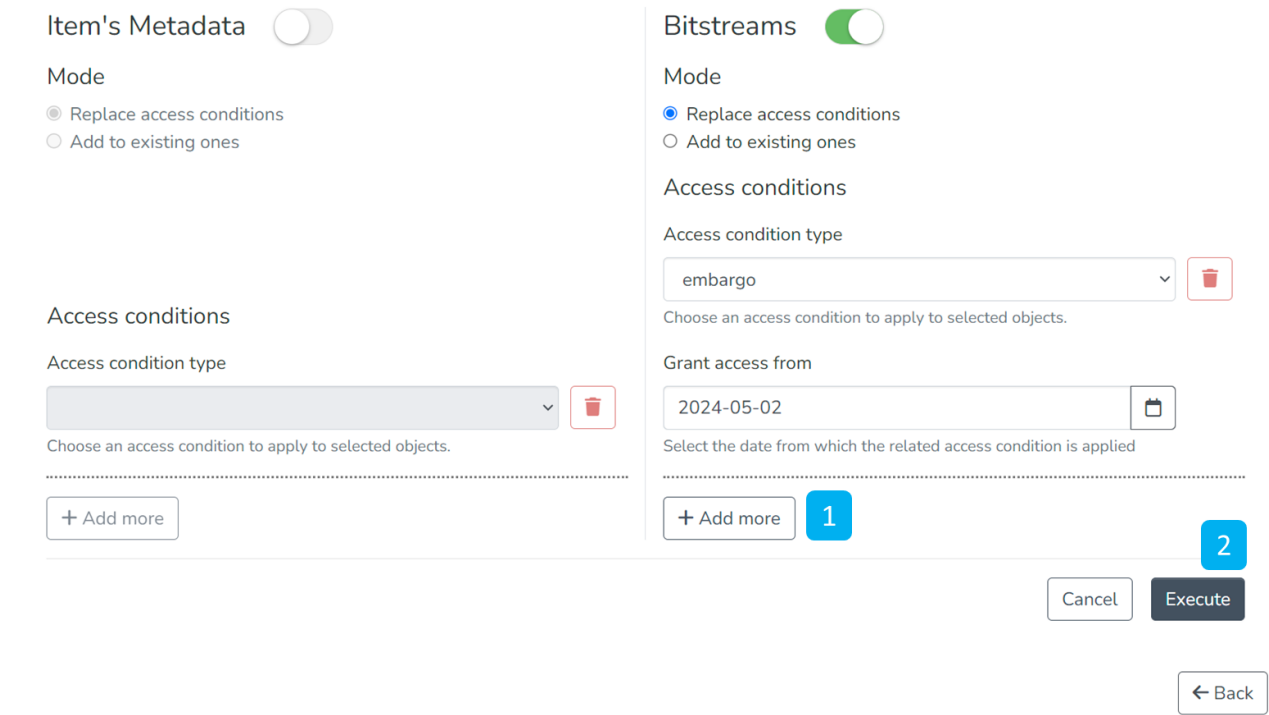 Item's Metadata
Mode
Replace access conditions
Add to existing ones
Access conditions
Access condition type
Choose an access condition to apply to selected objects.
+ Add more
Bitstreams
Mode
Replace access conditions
Add to existing ones
Access conditions
Access condition type
embargo
Choose an access condition to apply to selected objects.
Grant access from
2024-05-02
Select the date from which the related access condition is applied
+ Add more
1
2
Cancel
Execute
Back